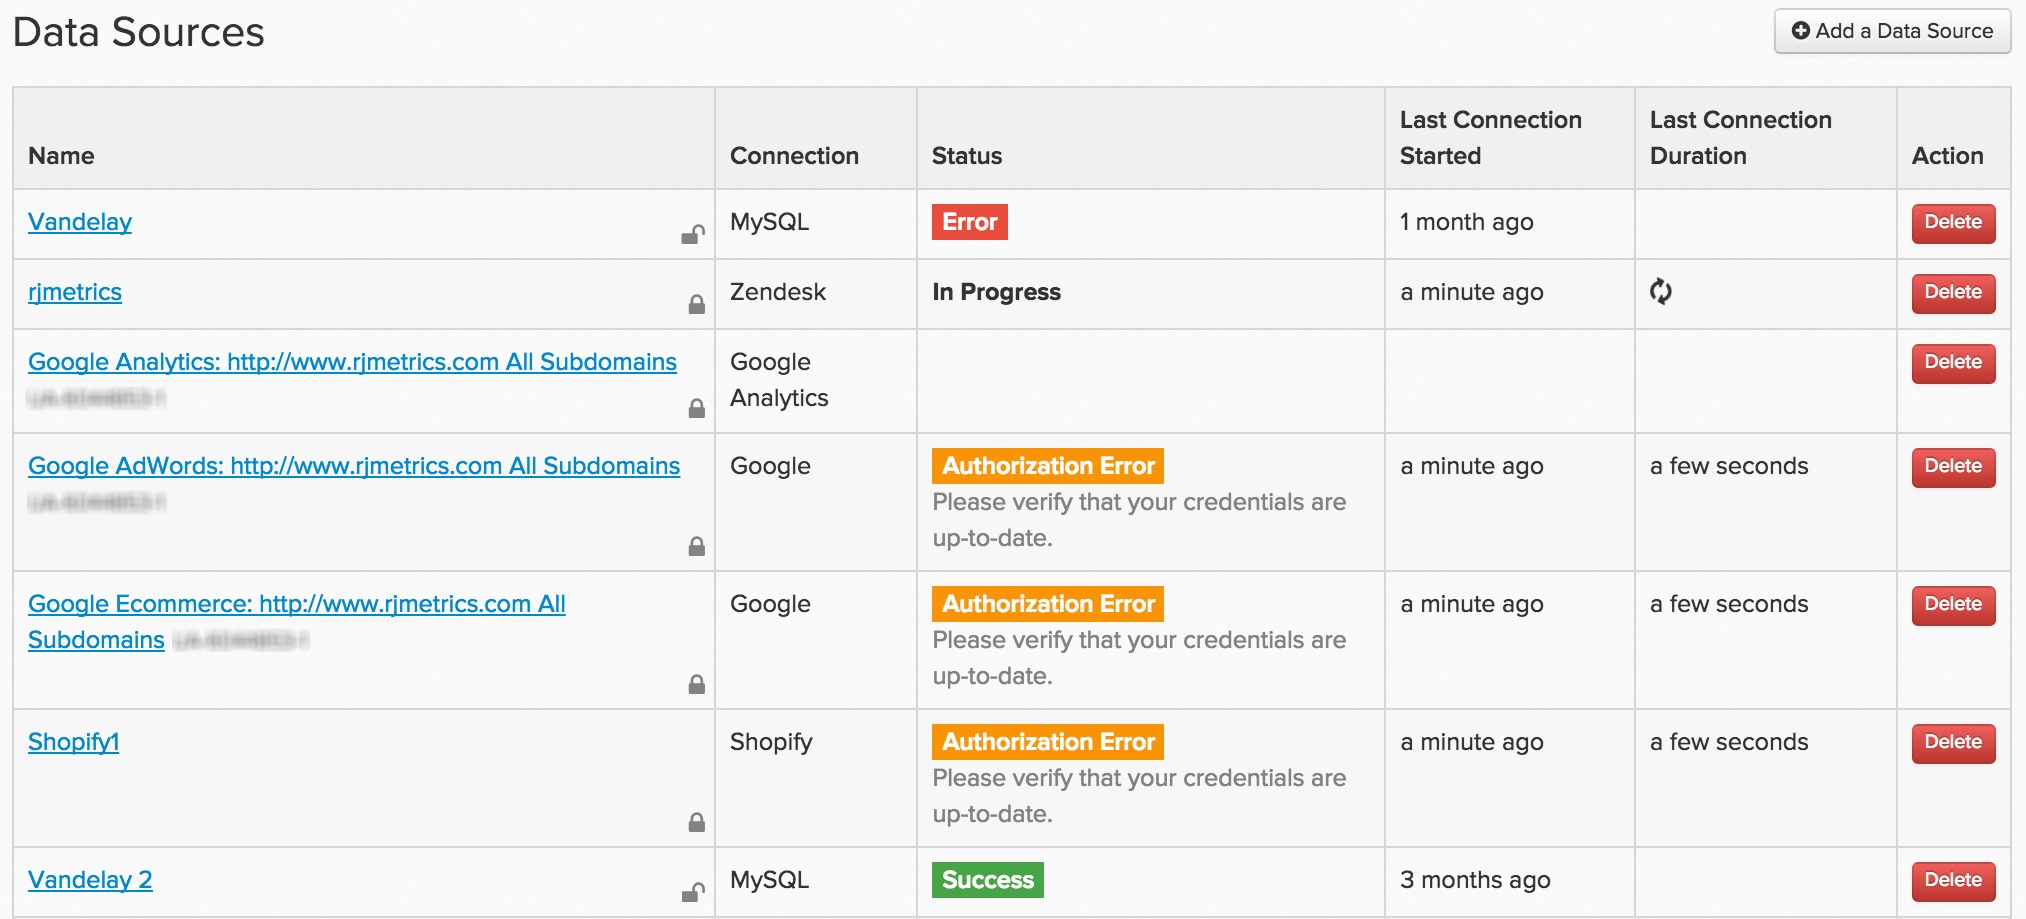 Data Sources
Add a Data Source
Name
Connection
Status
Last Connection
Started
Last Connection
Duration
Action
Vandelay
MySQL
Error
1 month ago
Delete
rjmetrics
Zendesk
In Progress
a minute ago
Delete
Google Analytics: http://www.rjmetrics.com All Subdomains
Google
Analytics
Delete
Google AdWords: http://www.rjmetrics.com All Subdomains
Google
Authorization Error
Please verify that your credentials are
up-to-date.
a minute ago
a few seconds
Delete
Google Ecommerce: http://www.rjmetrics.com All
Subdomains
Google
Authorization Error
Please verify that your credentials are
up-to-date.
a minute ago
a few seconds
Delete
Shopify1
Shopify
Authorization Error
Please verify that your credentials are
up-to-date.
a minute ago
a few seconds
Delete
Vandelay 2
MySQL
Success
3 months ago
Delete